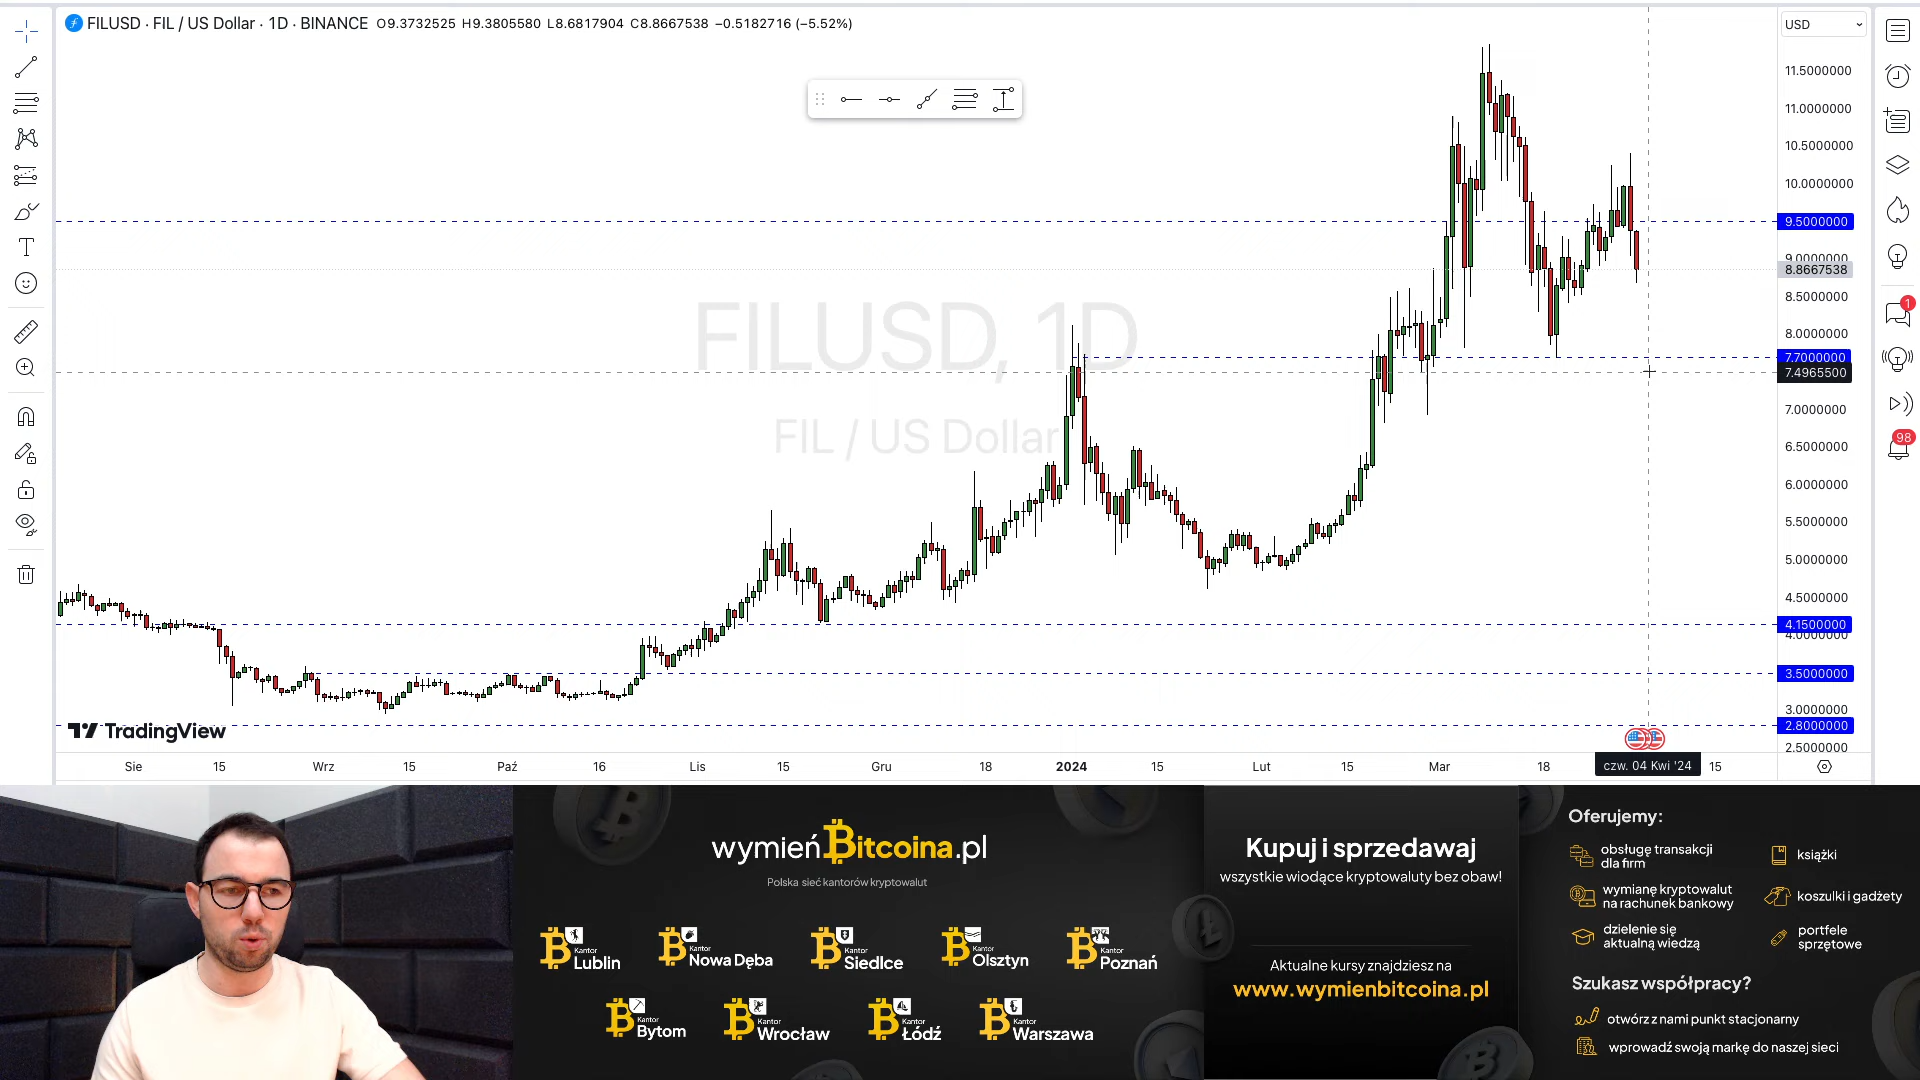 FILUSD · FIL / US Dollar · 1D · BINANCE O9.3732525 H9.3805580 L8.6817904 C8.8667538 −0.5182716 (−5.52%)
USD
11.5000000
11.0000000
10.5000000
10.0000000
9.5000000
9.0000000
8.8667538
8.5000000
8.0000000
7.7000000
7.4965500
7.0000000
6.5000000
6.0000000
5.5000000
5.0000000
4.5000000
4.1500000
4.0000000
3.5000000
3.0000000
2.8000000
2.5000000
1
98
FILUSD, 1D
FIL / US Dollar
TradingView
Sie 15 Wrz 15 Paź 16 Lis 15 Gru 18 2024 15 Lut 15 Mar 18 czw. 04 Kwi '24 15
wymieńBitcoina.pl
Polska sieć kantorów kryptowalut
Kantor Lublin
Kantor Nowa Dęba
Kantor Siedlce
Kantor Olsztyn
Kantor Poznań
Kantor Bytom
Kantor Wrocław
Kantor Łódź
Kantor Warszawa
Kupuj i sprzedawaj
wszystkie wiodące kryptowaluty bez obaw!
Aktualne kursy znajdziesz na
www.wymienbitcoina.pl
Oferujemy:
obsługę transakcji
dla firm
książki
wymianę kryptowalut
na rachunek bankowy
koszulki i gadżety
dzielenie się
aktualną wiedzą
portfele
sprzętowe
Szukasz współpracy?
otwórz z nami punkt stacjonarny
wprowadź swoją markę do naszej sieci